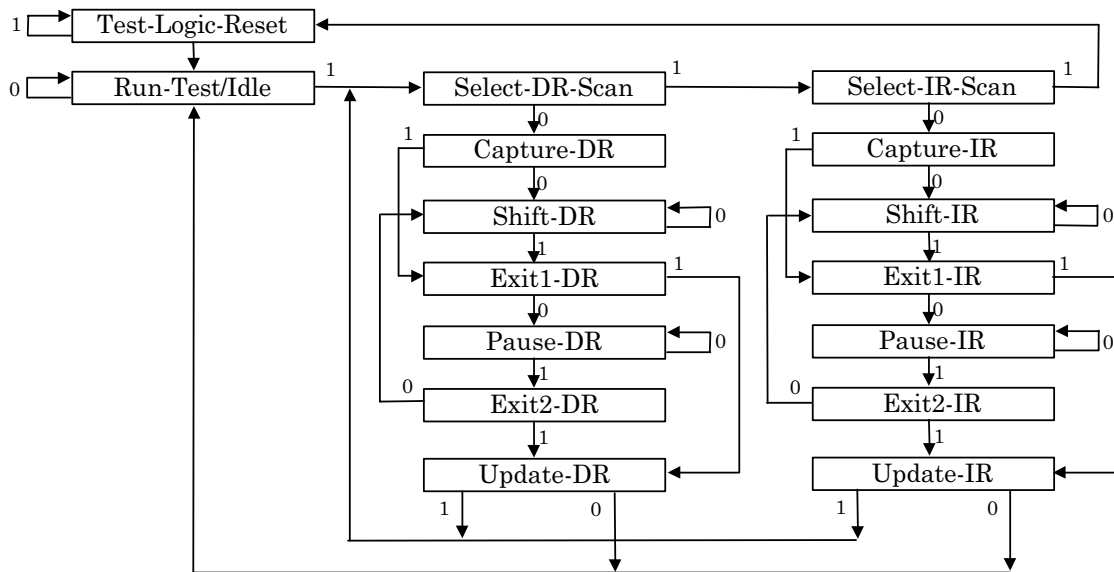 Test-Logic-Reset
1
Run-Test/Idle
0
1
Select-DR-Scan
1
Select-IR-Scan
1
0
0
1
Capture-DR
1
Capture-IR
0
0
Shift-DR
0
Shift-IR
0
1
1
Exit1-DR
1
Exit1-IR
1
0
0
Pause-DR
0
Pause-IR
0
1
1
0
Exit2-DR
0
Exit2-IR
1
1
Update-DR
Update-IR
1
0
1
0